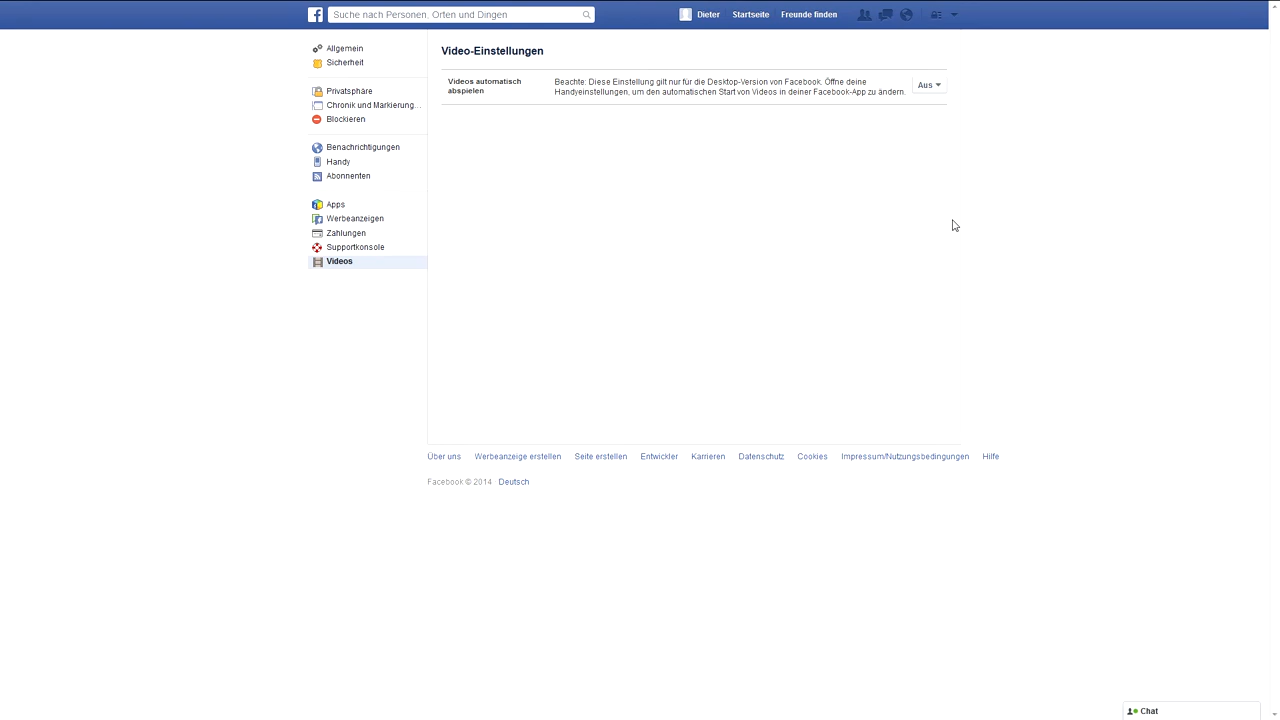 Suche nach Personen, Orten und Dingen
Dieter Startseite Freunde finden
Allgemein
Sicherheit
Privatsphäre
Chronik und Markierung...
Blockieren
Benachrichtigungen
Handy
Abonnenten
Apps
Werbeanzeigen
Zahlungen
Supportkonsole
Videos
Video-Einstellungen
Videos automatisch
abspielen
Beachte: Diese Einstellung gilt nur für die Desktop-Version von Facebook. Öffne deine
Handyeinstellungen, um den automatischen Start von Videos in deiner Facebook-App zu ändern.
Aus
Über uns Werbeanzeige erstellen Seite erstellen Entwickler Karrieren Datenschutz Cookies Impressum/Nutzungsbedingungen Hilfe
Facebook © 2014 · Deutsch
Chat